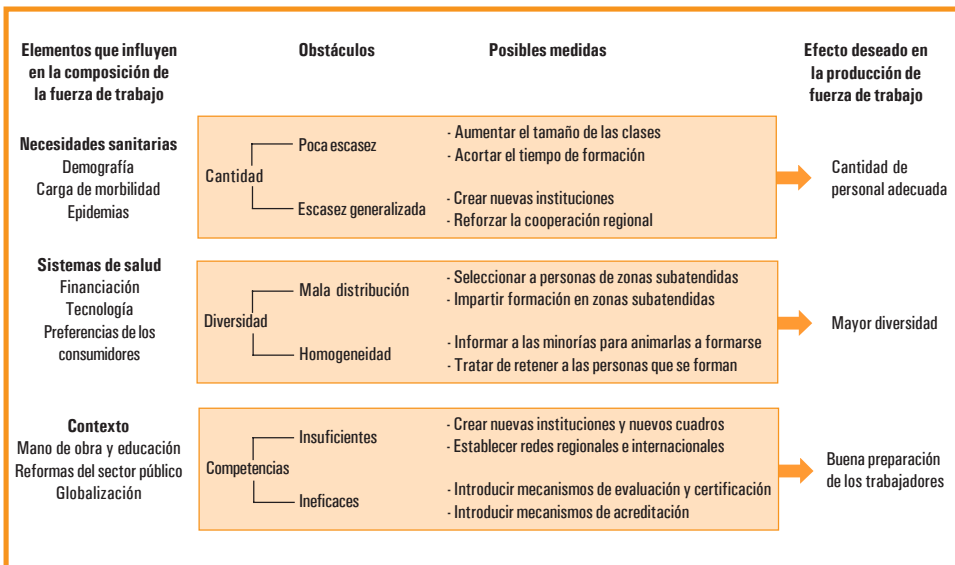 Elementos que influyen
en la composición de
la fuerza de trabajo
Obstáculos
Posibles medidas
Efecto deseado en
la producción de
fuerza de trabajo
Necesidades sanitarias
Demografía
Carga de morbilidad
Epidemias
Cantidad
Poca escasez
- Aumentar el tamaño de las clases
- Acortar el tiempo de formación
Escasez generalizada
- Crear nuevas instituciones
- Reforzar la cooperación regional
Cantidad de
personal adecuada
Sistemas de salud
Financiación
Tecnología
Preferencias de los
consumidores
Diversidad
Mala distribución
- Seleccionar a personas de zonas subatendidas
- Impartir formación en zonas subatendidas
Homogeneidad
- Informar a las minorías para animarlas a formarse
- Tratar de retener a las personas que se forman
Mayor diversidad
Contexto
Mano de obra y educación
Reformas del sector público
Globalización
Competencias
Insuficientes
- Crear nuevas instituciones y nuevos cuadros
- Establecer redes regionales e internacionales
Ineficaces
- Introducir mecanismos de evaluación y certificación
- Introducir mecanismos de acreditación
Buena preparación
de los trabajadores